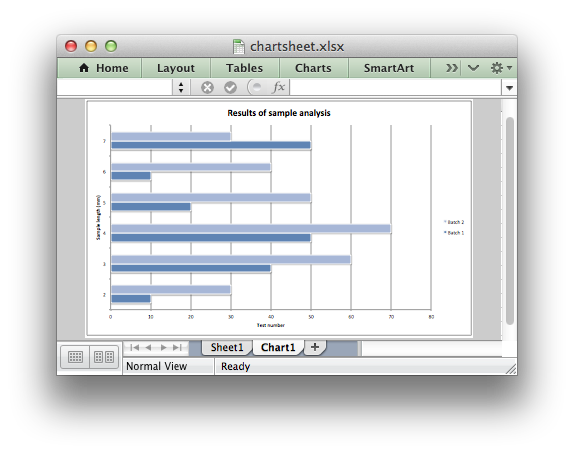 chartsheet.xlsx
Home Layout Tables Charts SmartArt
fx
Results of sample analysis
7
6
5
4
3
2
Sample length (mm)
0 10 20 30 40 50 60 70 80
Test number
Batch 2
Batch 1
Sheet1 Chart1 +
Normal View Ready